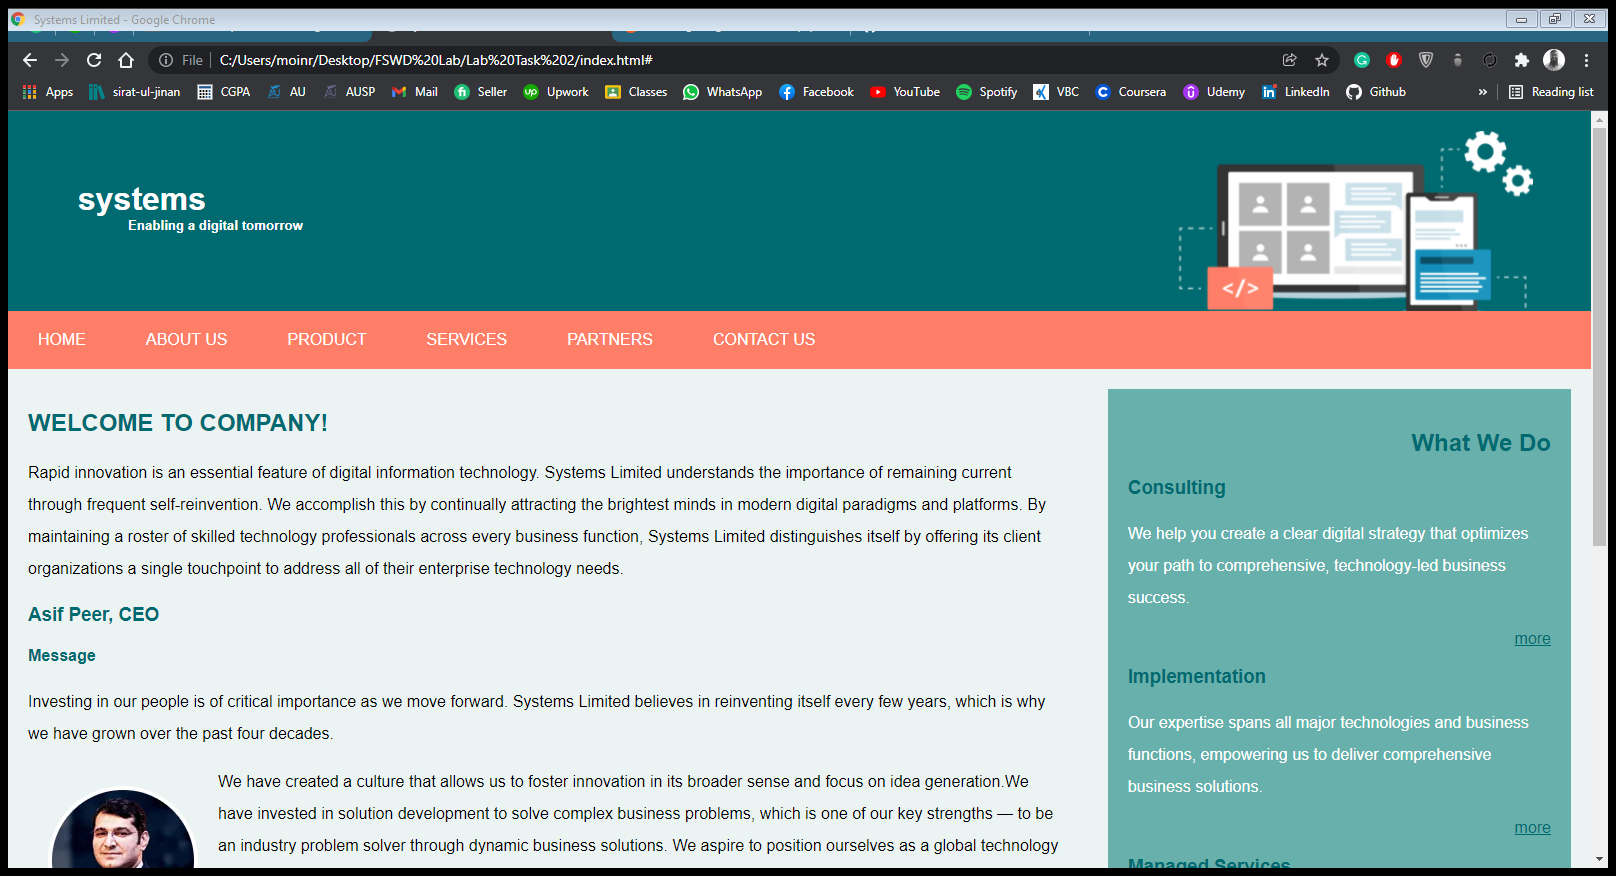 Systems Limited - Google Chrome
File | C:/Users/moinr/Desktop/FSWD%20Lab/Lab%20Task%202/index.html#
Apps sirat-ul-jinan CGPA AU AUSP Mail Seller Upwork Classes WhatsApp Facebook YouTube Spotify VBC Coursera Udemy LinkedIn Github » Reading list
systems
Enabling a digital tomorrow
</>
HOME ABOUT US PRODUCT SERVICES PARTNERS CONTACT US
WELCOME TO COMPANY!
Rapid innovation is an essential feature of digital information technology. Systems Limited understands the importance of remaining current
through frequent self-reinvention. We accomplish this by continually attracting the brightest minds in modern digital paradigms and platforms. By
maintaining a roster of skilled technology professionals across every business function, Systems Limited distinguishes itself by offering its client
organizations a single touchpoint to address all of their enterprise technology needs.
Asif Peer, CEO
Message
Investing in our people is of critical importance as we move forward. Systems Limited believes in reinventing itself every few years, which is why
we have grown over the past four decades.
We have created a culture that allows us to foster innovation in its broader sense and focus on idea generation.We
have invested in solution development to solve complex business problems, which is one of our key strengths — to be
an industry problem solver through dynamic business solutions. We aspire to position ourselves as a global technology
What We Do
Consulting
We help you create a clear digital strategy that optimizes
your path to comprehensive, technology-led business
success.
more
Implementation
Our expertise spans all major technologies and business
functions, empowering us to deliver comprehensive
business solutions.
more
Managed Services